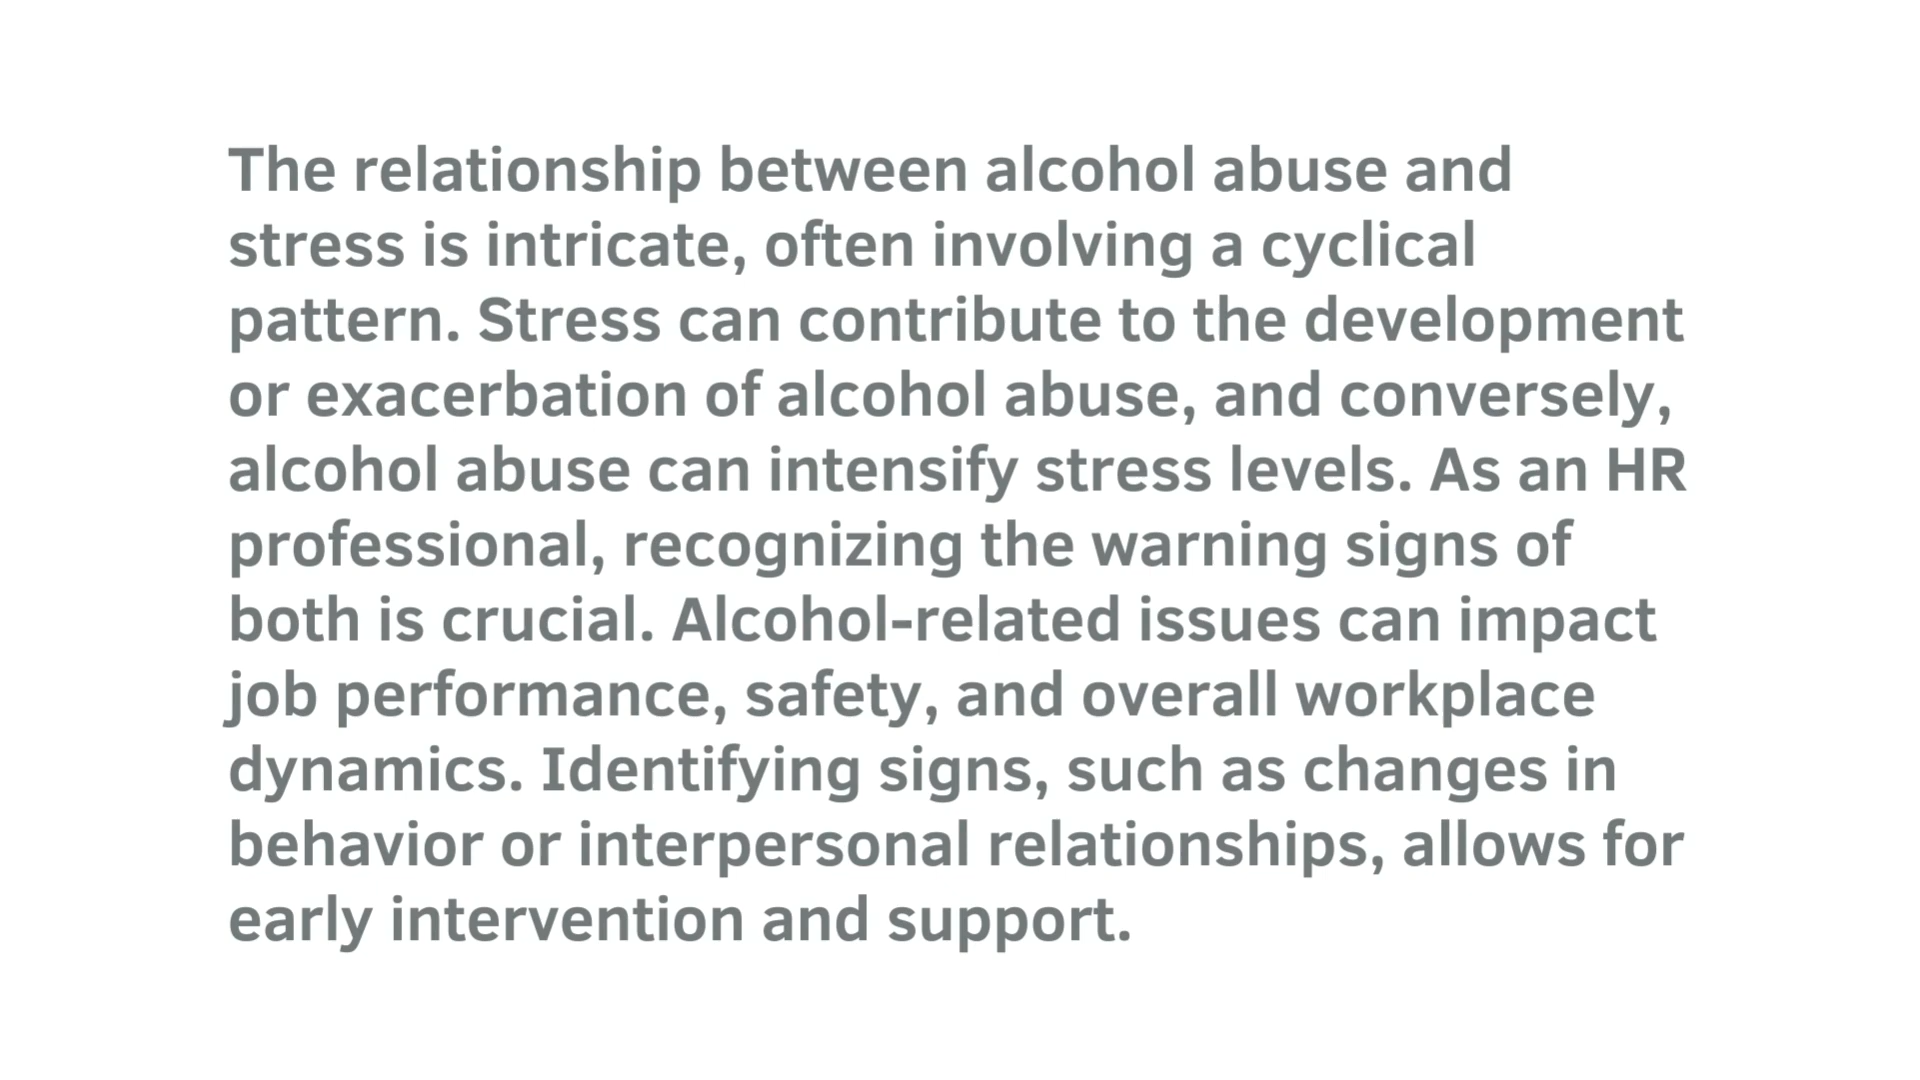 The relationship between alcohol abuse and
stress is intricate, often involving a cyclical
pattern. Stress can contribute to the development
or exacerbation of alcohol abuse, and conversely,
alcohol abuse can intensify stress levels. As an HR
professional, recognizing the warning signs of
both is crucial. Alcohol-related issues can impact
job performance, safety, and overall workplace
dynamics. Identifying signs, such as changes in
behavior or interpersonal relationships, allows for
early intervention and support.